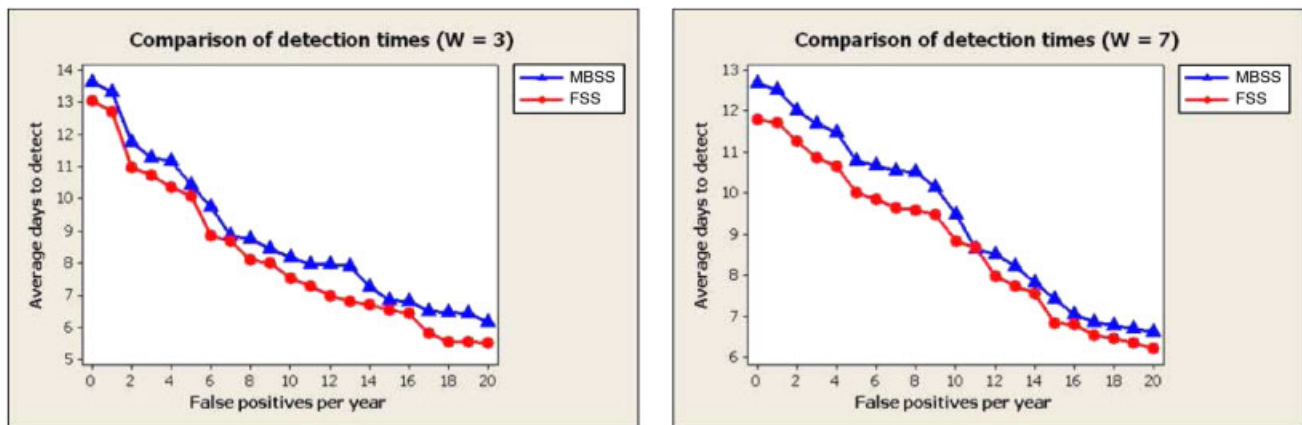 Comparison of detection times (W = 3)
MBSS
FSS
Average days to detect
14
13
12
11
10
9
8
7
6
5
0 2 4 6 8 10 12 14 16 18 20
False positives per year
Comparison of detection times (W = 7)
MBSS
FSS
Average days to detect
13
12
11
10
9
8
7
6
0 2 4 6 8 10 12 14 16 18 20
False positives per year